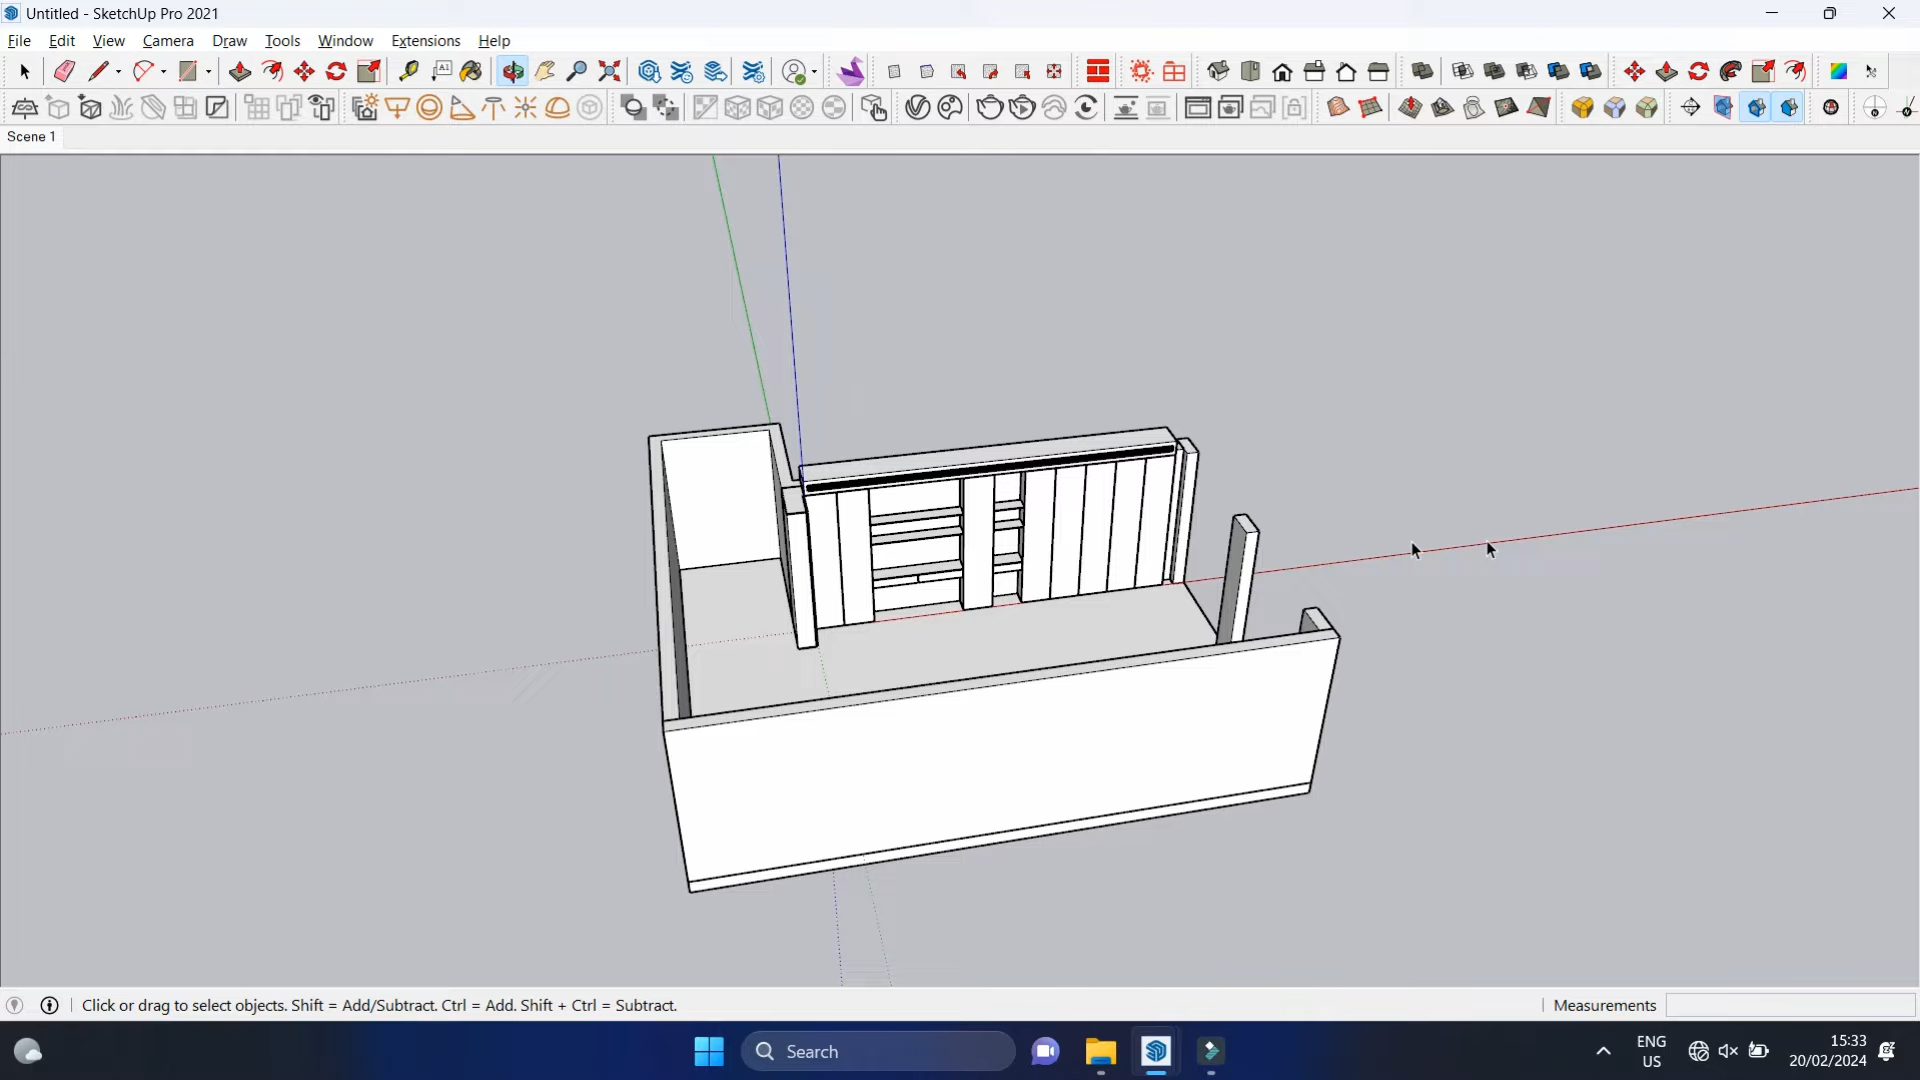 Untitled - SketchUp Pro 2021
File Edit View Camera Draw Tools Window Extensions Help
A1
Scene 1
Click or drag to select objects. Shift = Add/Subtract. Ctrl = Add. Shift + Ctrl = Subtract.
Measurements
Search
ENG
US
15:33
20/02/2024